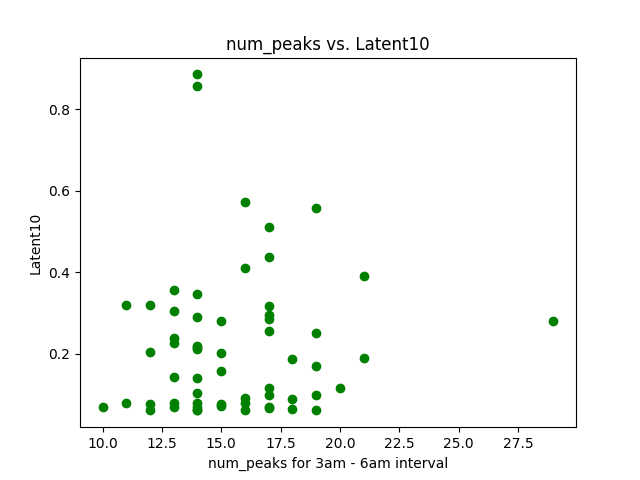 num_peaks vs. Latent10
0.8
0.6
0.4
0.2
Latent10
10.0 12.5 15.0 17.5 20.0 22.5 25.0 27.5
num_peaks for 3am - 6am interval